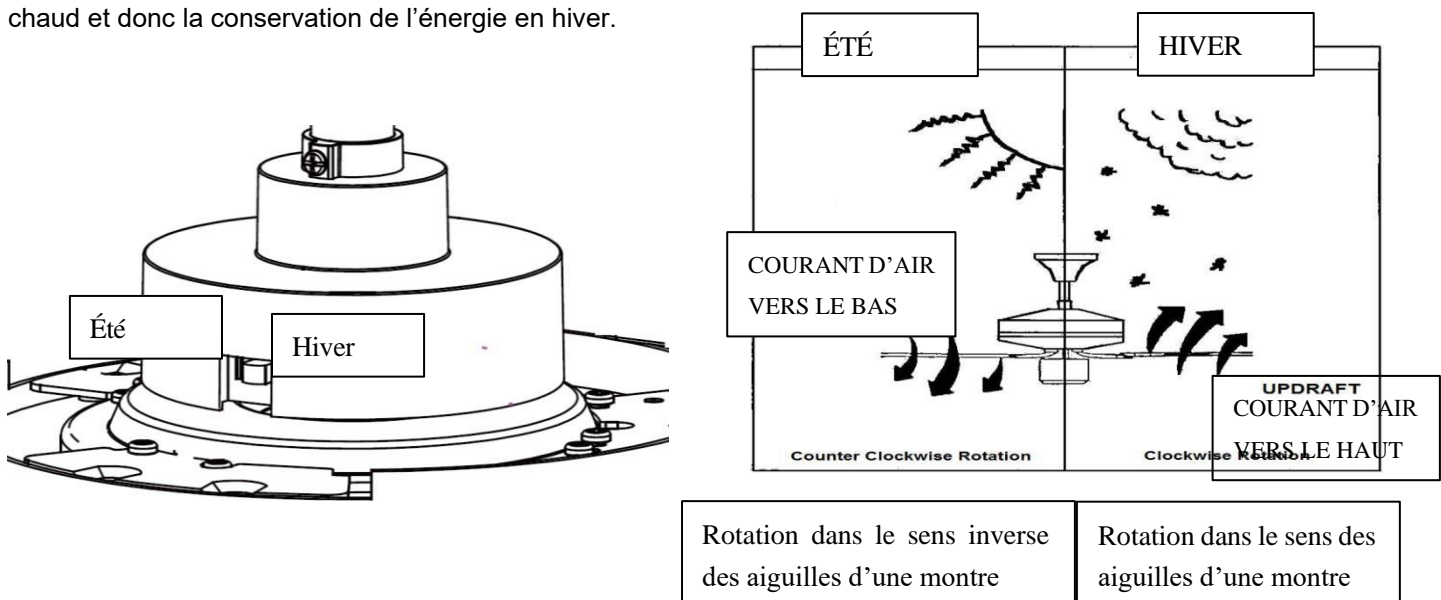 chaud et donc la conservation de l’énergie en hiver.
Été
Hiver
ÉTÉ
HIVER
COURANT D’AIR
VERS LE BAS
UPDRAFT
COURANT D’AIR
VERS LE HAUT
Counter Clockwise Rotation
Clockwise Rotation
Rotation dans le sens inverse
des aiguilles d’une montre
Rotation dans le sens des
aiguilles d’une montre